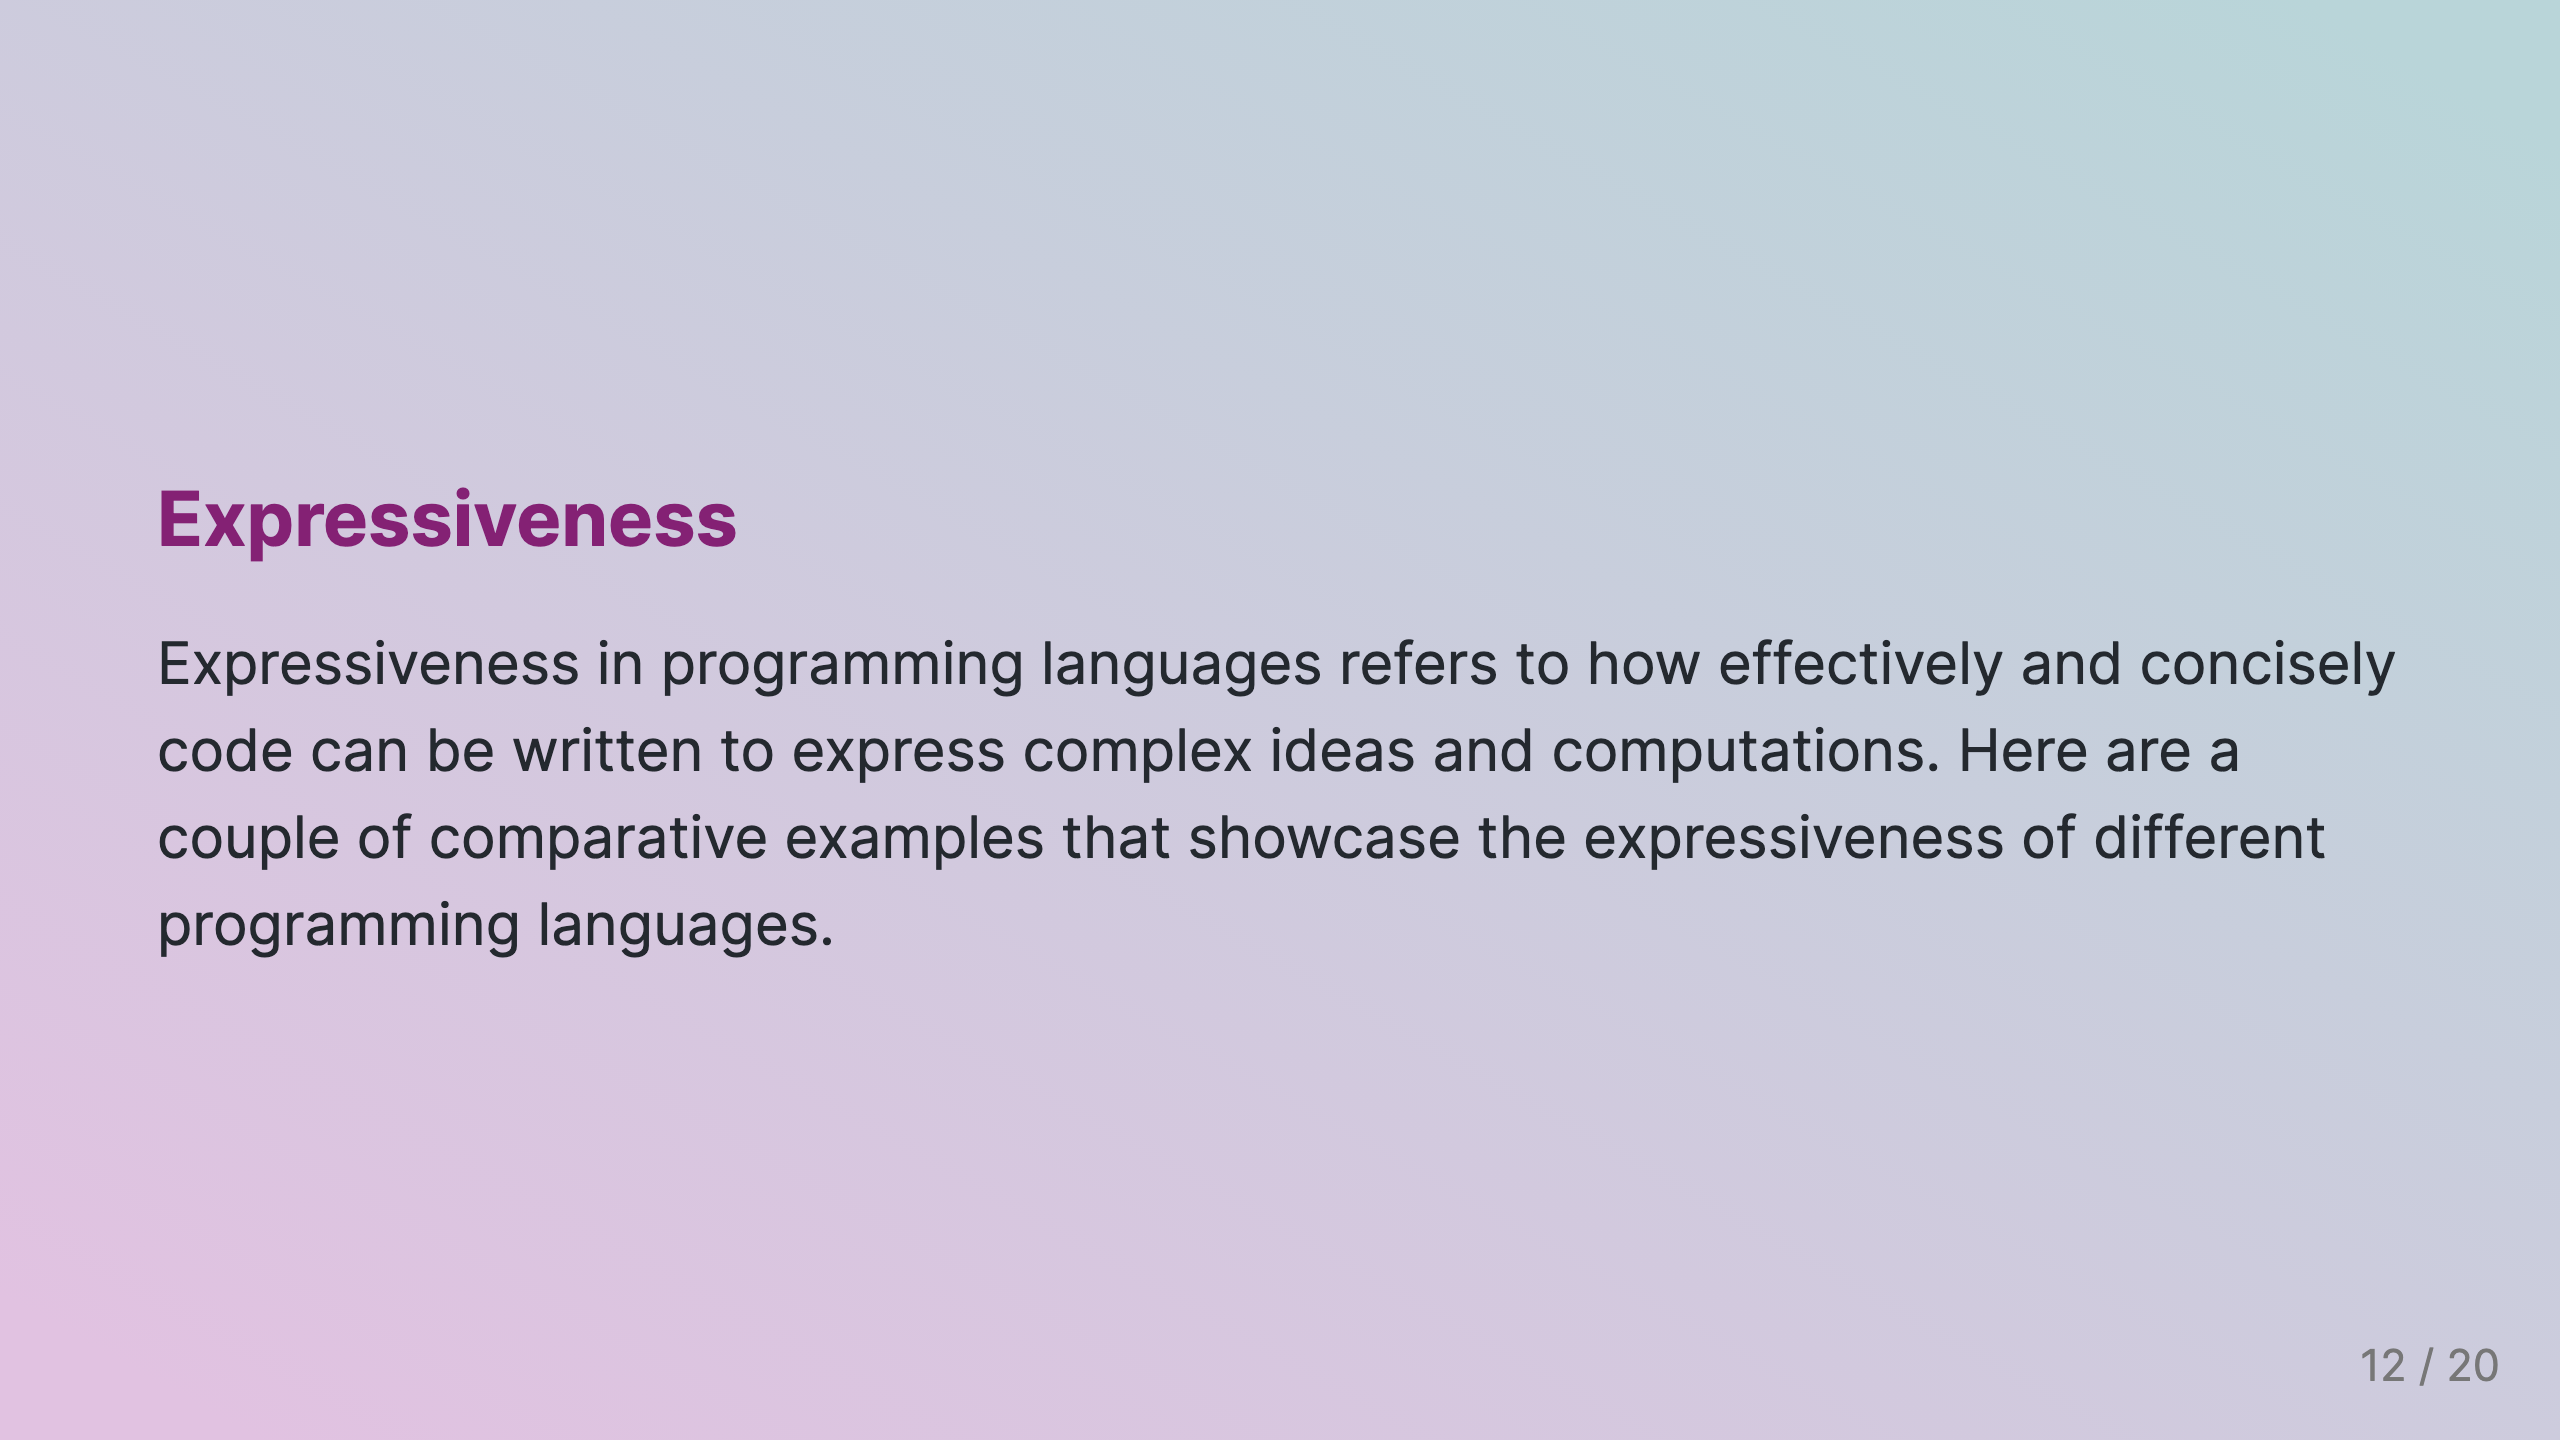 Expressiveness
Expressiveness in programming languages refers to how effectively and concisely
code can be written to express complex ideas and computations. Here are a
couple of comparative examples that showcase the expressiveness of different
programming languages.
12 / 20